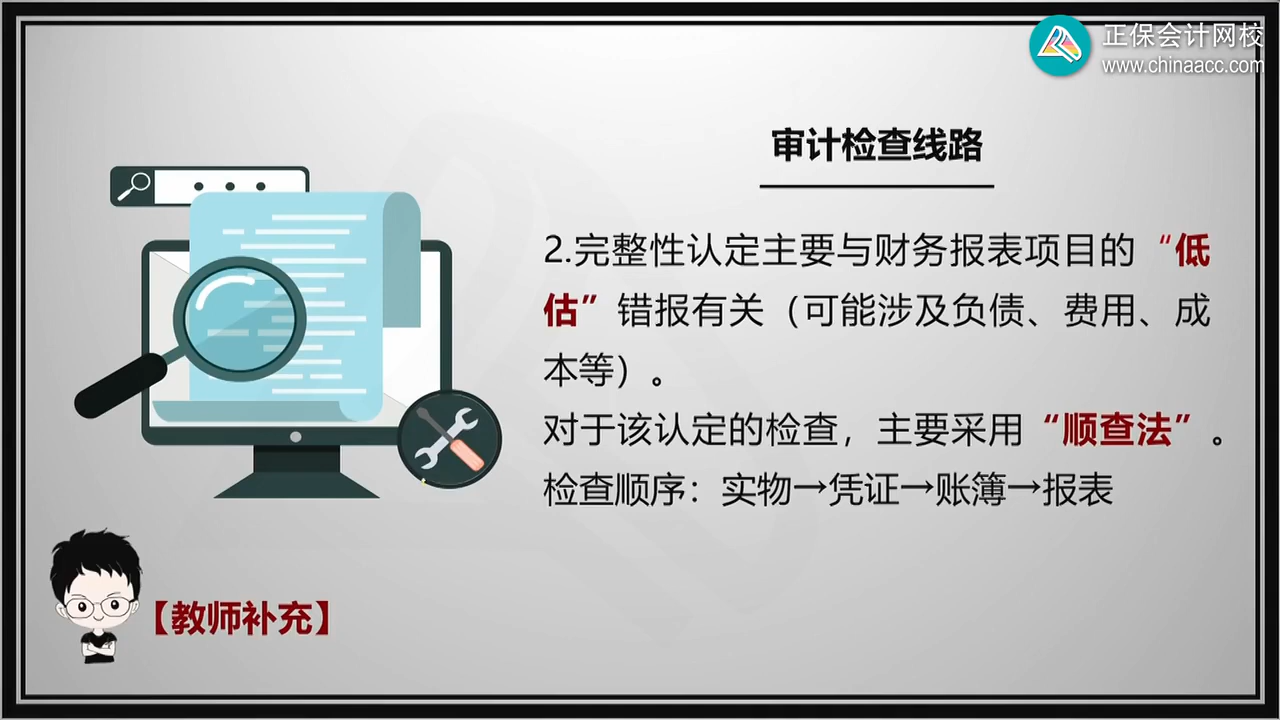 正保会计网校
www.chinaacc.com
审计检查线路
2.完整性认定主要与财务报表项目的“低
估”错报有关（可能涉及负债、费用、成
本等）。
对于该认定的检查，主要采用“顺查法”。
检查顺序：实物→凭证→账簿→报表
【教师补充】